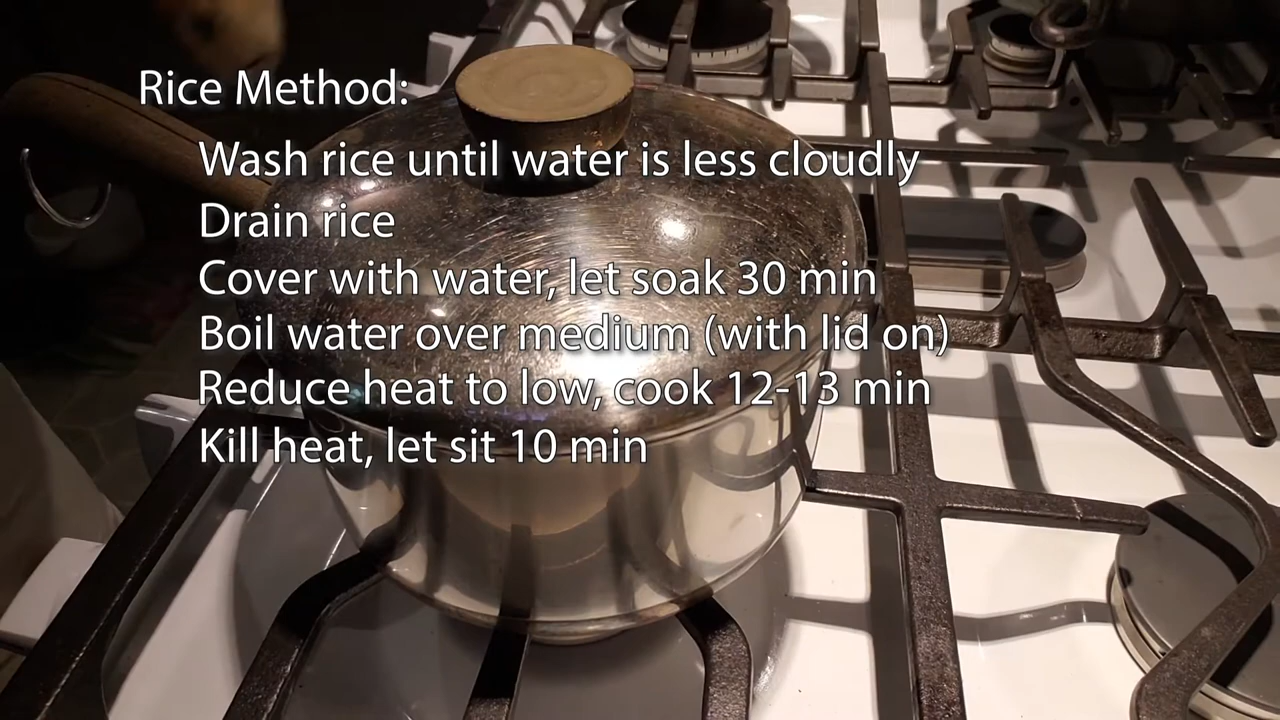 Rice Method:
Wash rice until water is less cloudly
Drain rice
Cover with water, let soak 30 min
Boil water over medium (with lid on)
Reduce heat to low, cook 12-13 min
Kill heat, let sit 10 min